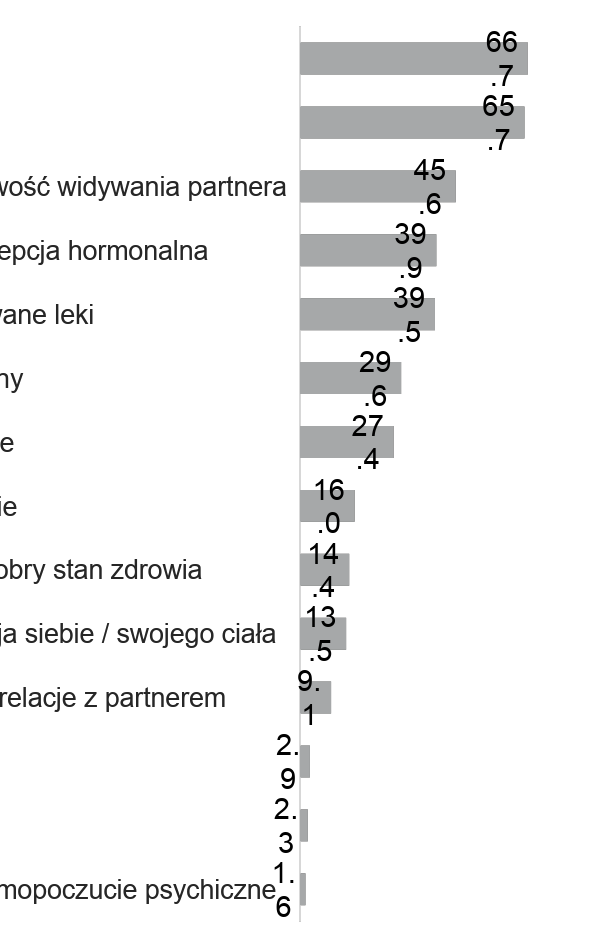 66
.7
65
.7
wość widywania partnera
45
.6
epcja hormonalna
39
.9
wane leki
39
.5
ny
29
.6
e
27
.4
ie
16
.0
obry stan zdrowia
14
.4
ja siebie / swojego ciała
13
.5
relacje z partnerem
9.
1
2.
9
2.
3
mopoczucie psychiczne
1.
6